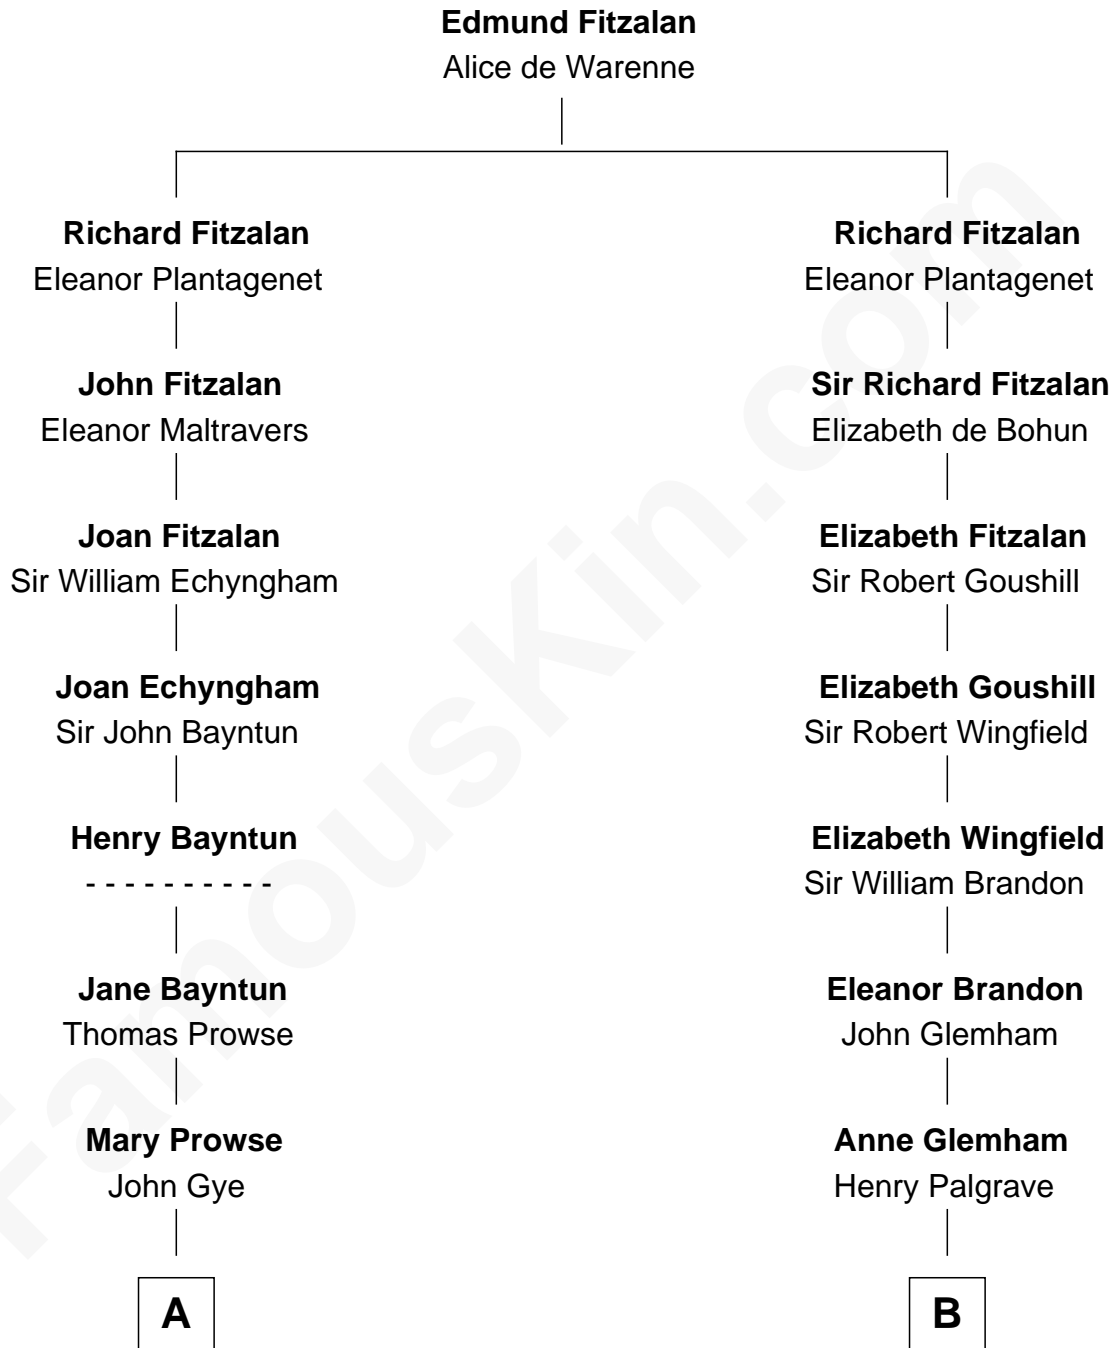 Edmund Fitzalan
Alice de Warenne
Richard Fitzalan
Eleanor Plantagenet
John Fitzalan
Eleanor Maltravers
Joan Fitzalan
Sir William Echyngham
Joan Echyngham
Sir John Bayntun
Henry Bayntun
- - - - - - - - - -
Jane Bayntun
Thomas Prowse
Mary Prowse
John Gye
A
Richard Fitzalan
Eleanor Plantagenet
Sir Richard Fitzalan
Elizabeth de Bohun
Elizabeth Fitzalan
Sir Robert Goushill
Elizabeth Goushill
Sir Robert Wingfield
Elizabeth Wingfield
Sir William Brandon
Eleanor Brandon
John Glemham
Anne Glemham
Henry Palgrave
B
FamousKin.com